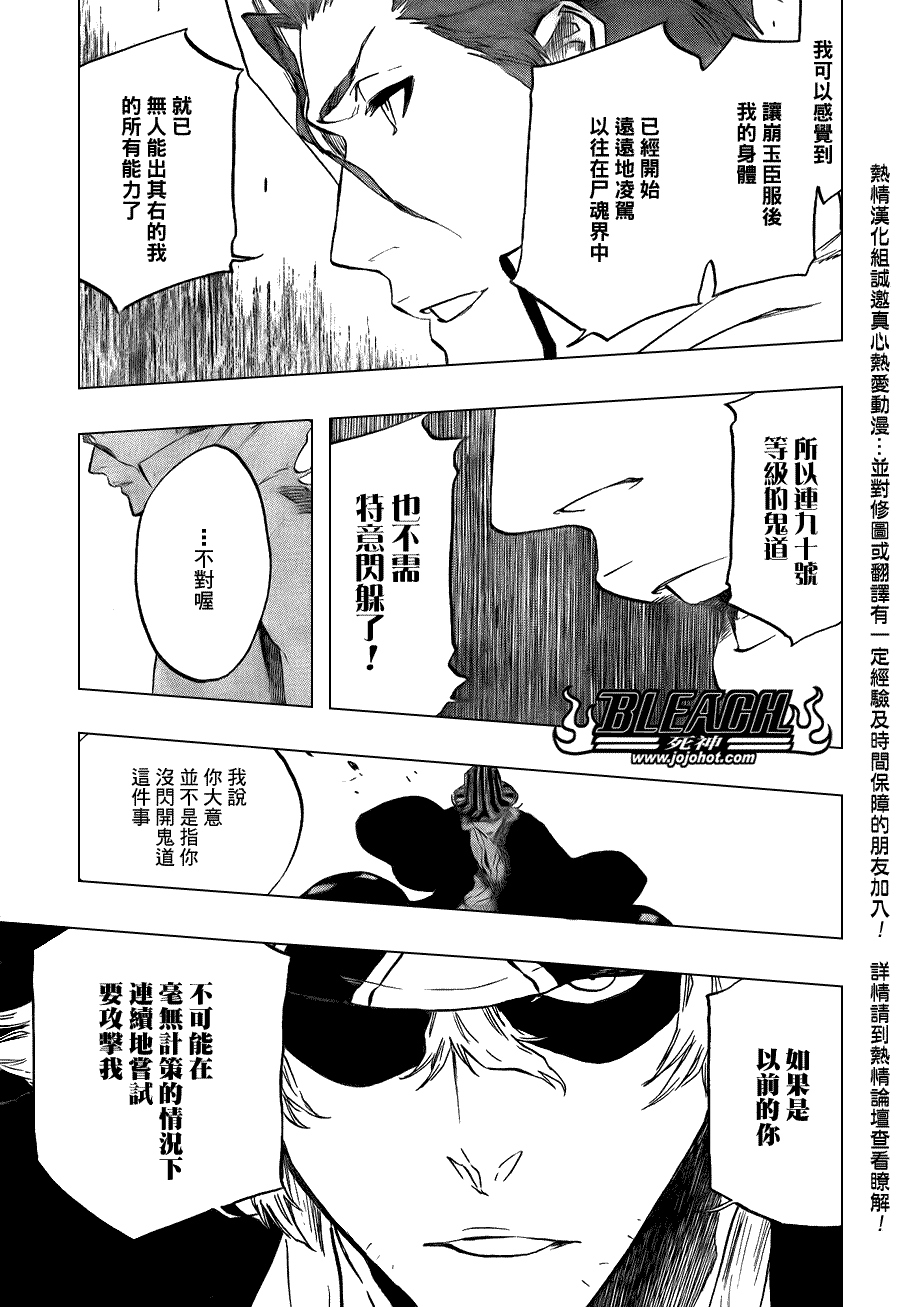 我可以感覺到
讓崩玉臣服後
我的身體
已經開始
遠遠地凌駕
以往在尸魂界中
就已
無人能出其右的我
的所有能力了
所以連九十號
等級的鬼道
也不需
特意閃躲了！
…不對喔
我說
你大意
並不是指你
沒閃開鬼道
這件事
如果是
以前的你
不可能在
毫無計策的情況下
連續地嘗試
要攻擊我
BLEACH
死神
www.jojohot.com
熱情漢化組誠邀真心熱愛動漫…並對修圖或翻譯有一定經驗及時間保障的朋友加入！ 詳情請到熱情論壇查看瞭解！